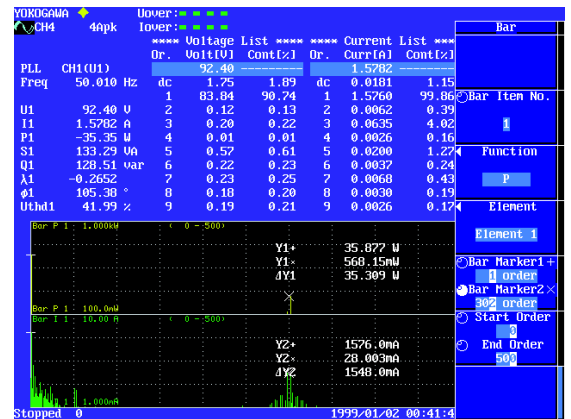 YOKOGAWA Uover:
CH4 4Apk Iover:
Bar
**** Voltage List **** **** Current List ****
Or. Volt[V] Cont[%] Or. Curr[A] Cont[%]
PLL CH1(U1) 92.40 --------- 1.5782 ---------
Freq 50.010 Hz dc 1.75 1.89 dc 0.0181 1.15
1 83.84 90.74 1 1.5760 99.86
U1 92.40 V 2 0.12 0.13 2 0.0062 0.39
I1 1.5782 A 3 0.20 0.22 3 0.0635 4.02
P1 -35.35 W 4 0.01 0.01 4 0.0026 0.16
S1 133.29 VA 5 0.57 0.61 5 0.0200 1.27
Q1 128.51 var 6 0.22 0.23 6 0.0037 0.24
λ1 -0.2652 7 0.23 0.25 7 0.0068 0.43
ϕ1 105.38 ° 8 0.18 0.20 8 0.0030 0.19
Uthd1 41.99 % 9 0.19 0.21 9 0.0026 0.17
Bar Item No.
1
Function
P
Element
Element 1
Bar Marker1 +
1 order
Bar Marker2 ×
302 order
Start Order
0
End Order
500
Bar P 1 1.000kW ( 0 - 500)
Y1+ 35.877 W
Y1× 568.15mW
ΔY1 35.309 W
Bar P 1 100.0mW
Bar I 1 10.00 A ( 0 - 500)
Y2+ 1576.0mA
Y2× 28.003mA
ΔY2 1548.0mA
1 1.000mA
Stopped 0 1999/01/02 00:41:4